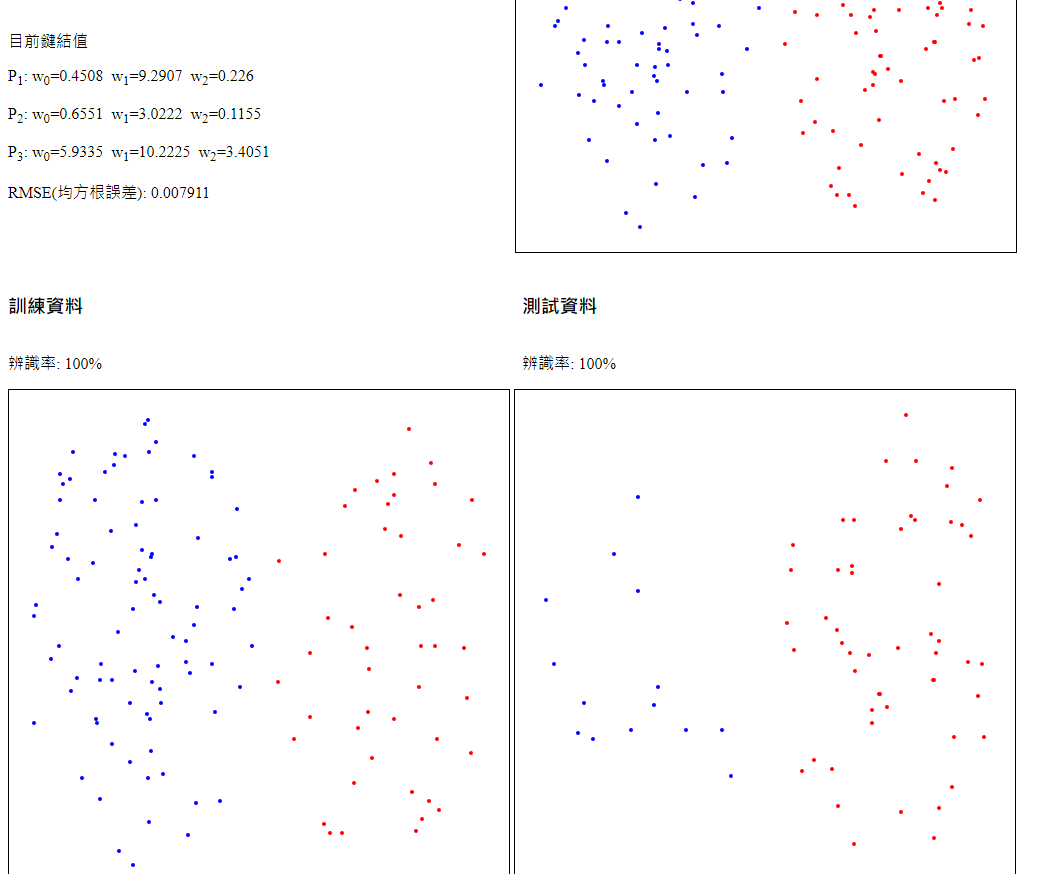 目前鍵結值
P1: w0=0.4508 w1=9.2907 w2=0.226
P2: w0=0.6551 w1=3.0222 w2=0.1155
P3: w0=5.9335 w1=10.2225 w2=3.4051
RMSE(均方根誤差): 0.007911
訓練資料
辨識率: 100%
測試資料
辨識率: 100%